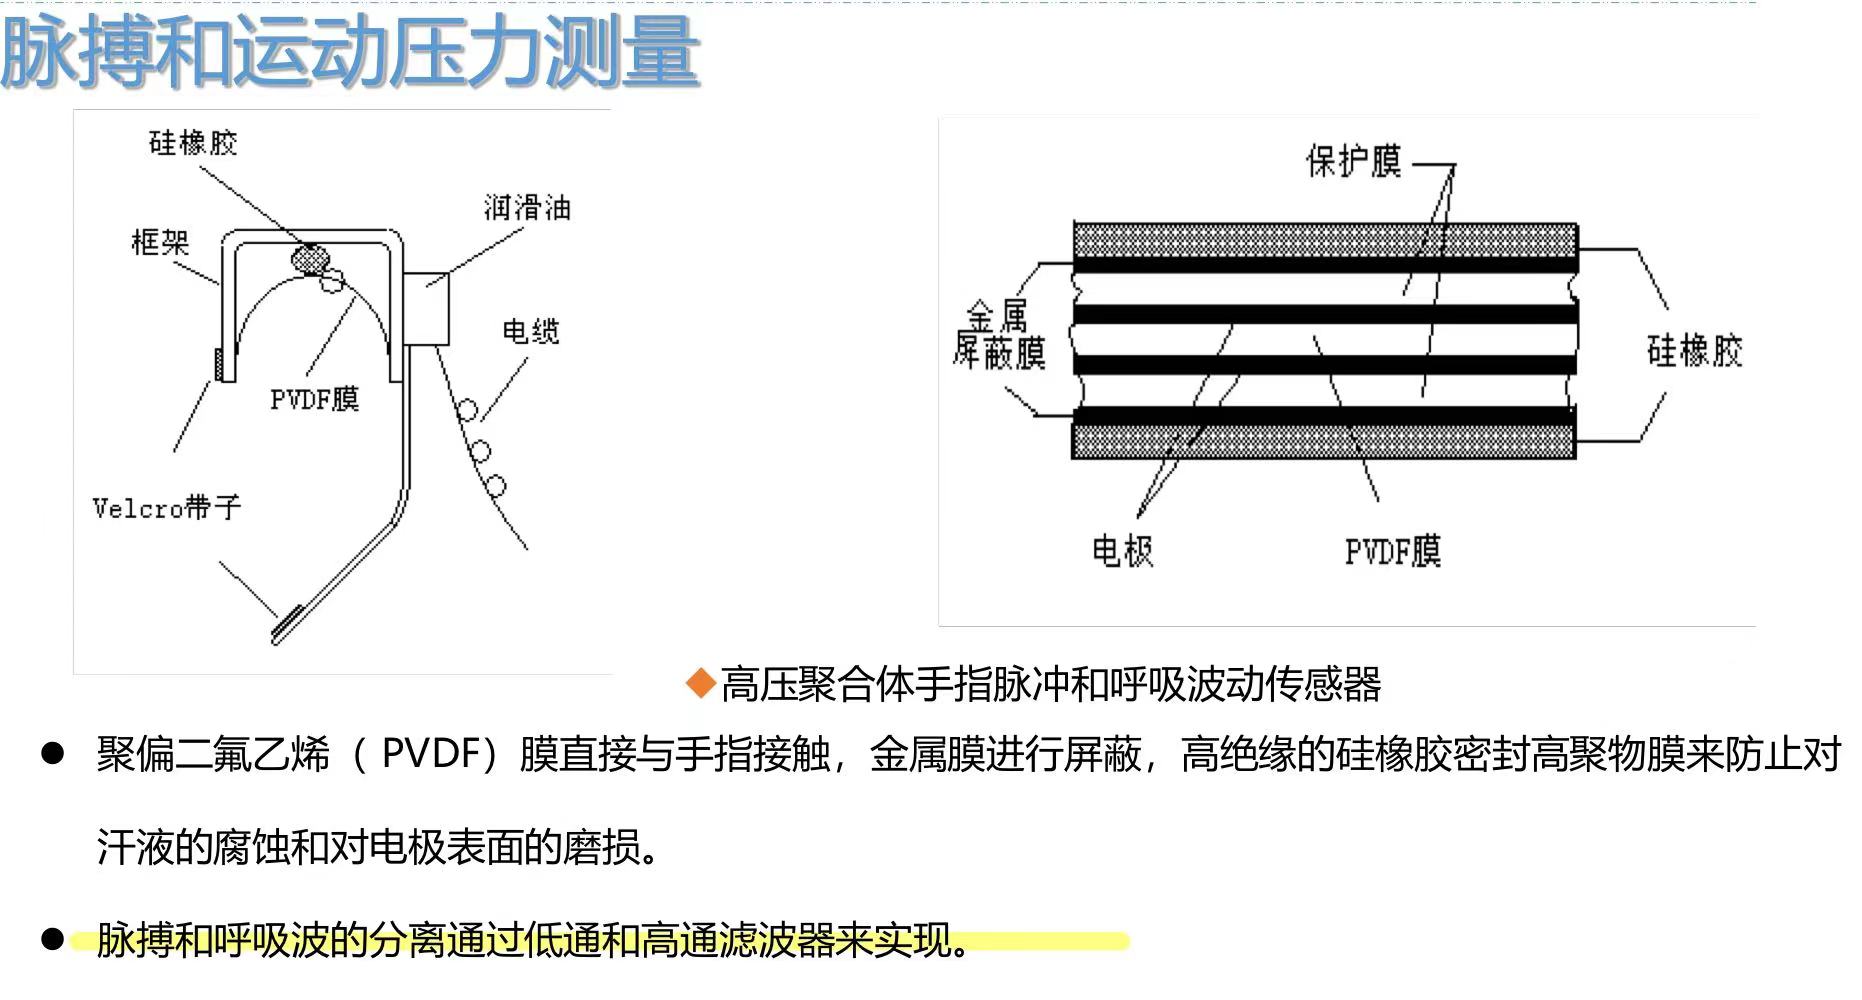 脉搏和运动压力测量
硅橡胶
润滑油
框架
电缆
PVDF膜
Velcro带子
保护膜
金属
屏蔽膜
硅橡胶
电极
PVDF膜
◆高压聚合体手指脉冲和呼吸波动传感器
● 聚偏二氟乙烯（ PVDF）膜直接与手指接触，金属膜进行屏蔽，高绝缘的硅橡胶密封高聚物膜来防止对
汗液的腐蚀和对电极表面的磨损。
● 脉搏和呼吸波的分离通过低通和高通滤波器来实现。